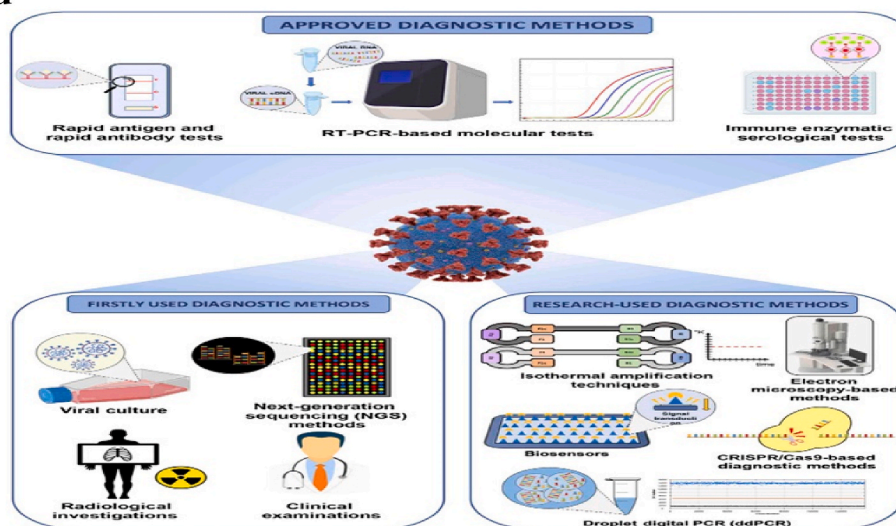 a
APPROVED DIAGNOSTIC METHODS
VIRAL RNA
VIRAL cDNA
Rapid antigen and
rapid antibody tests
RT-PCR-based molecular tests
Immune enzymatic
serological tests
FIRSTLY USED DIAGNOSTIC METHODS
Viral culture
Next-generation
sequencing (NGS)
methods
Radiological
investigations
Clinical
examinations
RESEARCH-USED DIAGNOSTIC METHODS
°K
time
Isothermal amplification
techniques
Electron
microscopy-based
methods
Signal
transducti
on
Biosensors
CRISPR/Cas9-based
diagnostic methods
Droplet digital PCR (ddPCR)